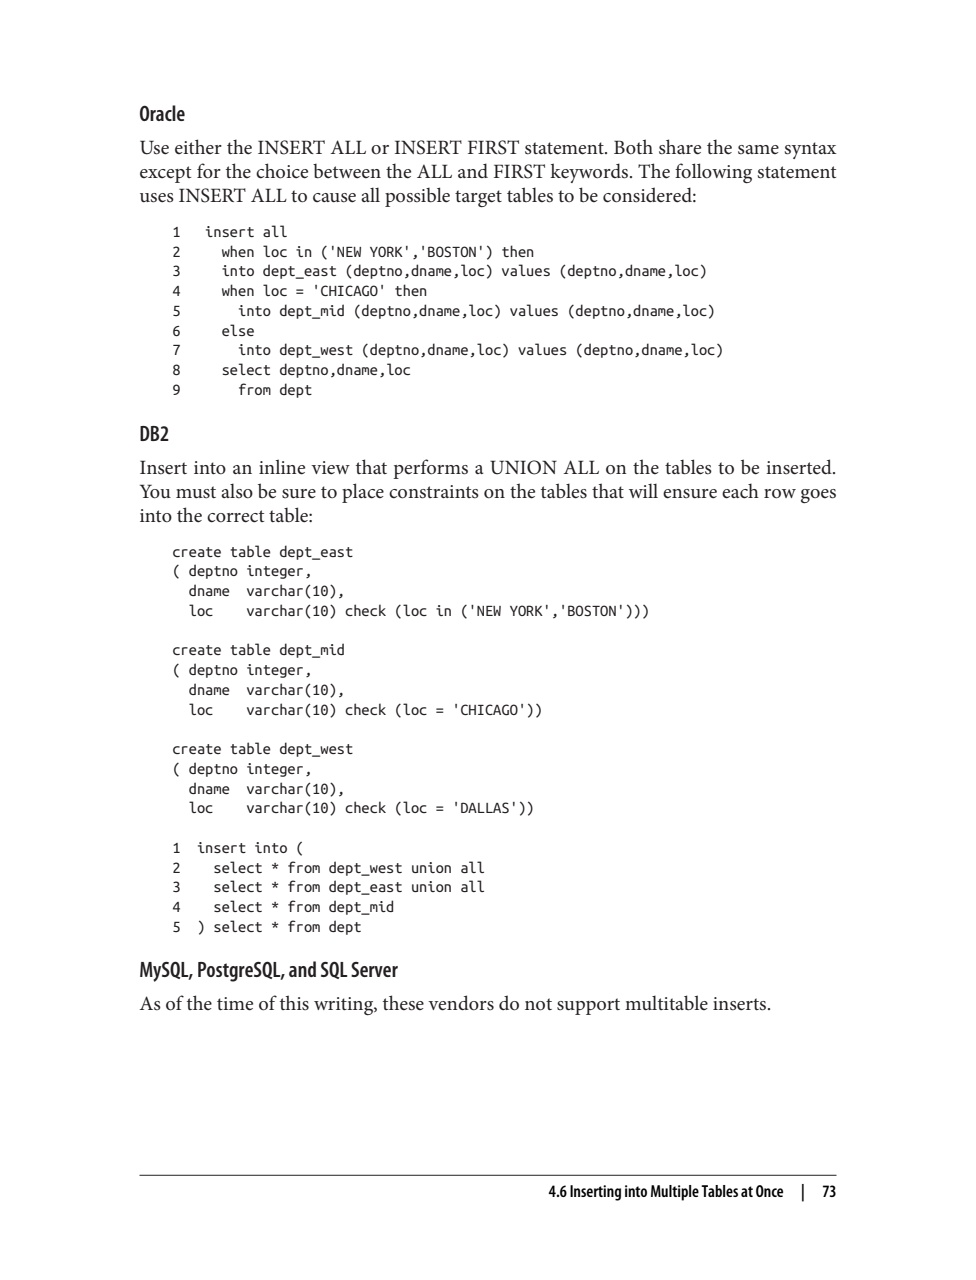 Oracle
Use either the INSERT ALL or INSERT FIRST statement. Both share the same syntax
except for the choice between the ALL and FIRST keywords. The following statement
uses INSERT ALL to cause all possible target tables to be considered:
1   insert all
2     when loc in ('NEW YORK','BOSTON') then
3     into dept_east (deptno,dname,loc) values (deptno,dname,loc)
4     when loc = 'CHICAGO' then
5       into dept_mid (deptno,dname,loc) values (deptno,dname,loc)
6     else
7       into dept_west (deptno,dname,loc) values (deptno,dname,loc)
8     select deptno,dname,loc
9       from dept
DB2
Insert into an inline view that performs a UNION ALL on the tables to be inserted.
You must also be sure to place constraints on the tables that will ensure each row goes
into the correct table:
create table dept_east
( deptno integer,
  dname  varchar(10),
  loc    varchar(10) check (loc in ('NEW YORK','BOSTON')))
create table dept_mid
( deptno integer,
  dname  varchar(10),
  loc    varchar(10) check (loc = 'CHICAGO'))
create table dept_west
( deptno integer,
  dname  varchar(10),
  loc    varchar(10) check (loc = 'DALLAS'))
1  insert into (
2    select * from dept_west union all
3    select * from dept_east union all
4    select * from dept_mid
5  ) select * from dept
MySQL, PostgreSQL, and SQL Server
As of the time of this writing, these vendors do not support multitable inserts.
4.6 Inserting into Multiple Tables at Once | 73